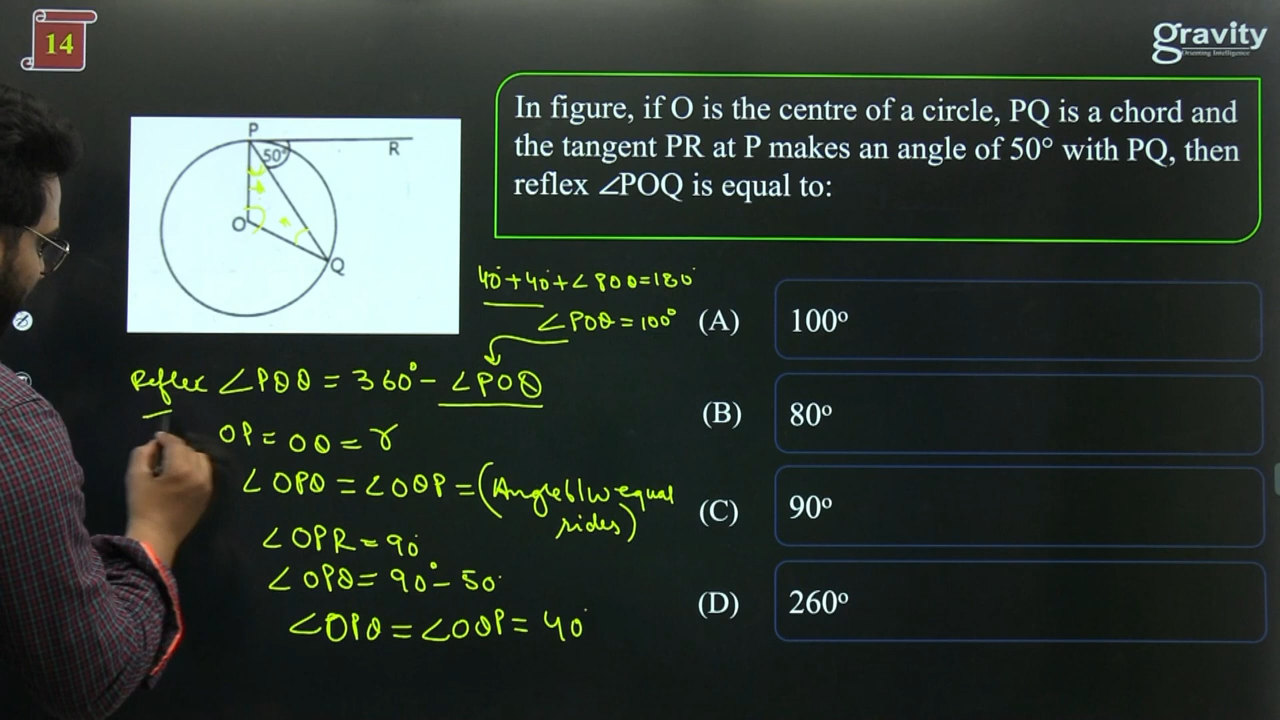 14
gravity
Orienting Intelligence
In figure, if O is the centre of a circle, PQ is a chord and
the tangent PR at P makes an angle of 50° with PQ, then
reflex ∠POQ is equal to:
P
50°
R
O
Q
40°+40°+∠POQ=180°
∠POQ=100°
Reflex ∠POQ = 360° - ∠POQ
OP = OQ = r
∠OPQ = ∠OQP = (Angle b/w equal
sides)
∠OPR = 90°
∠OPQ = 90° - 50°
∠OPQ = ∠OQP = 40°
(A) 100°
(B) 80°
(C) 90°
(D) 260°